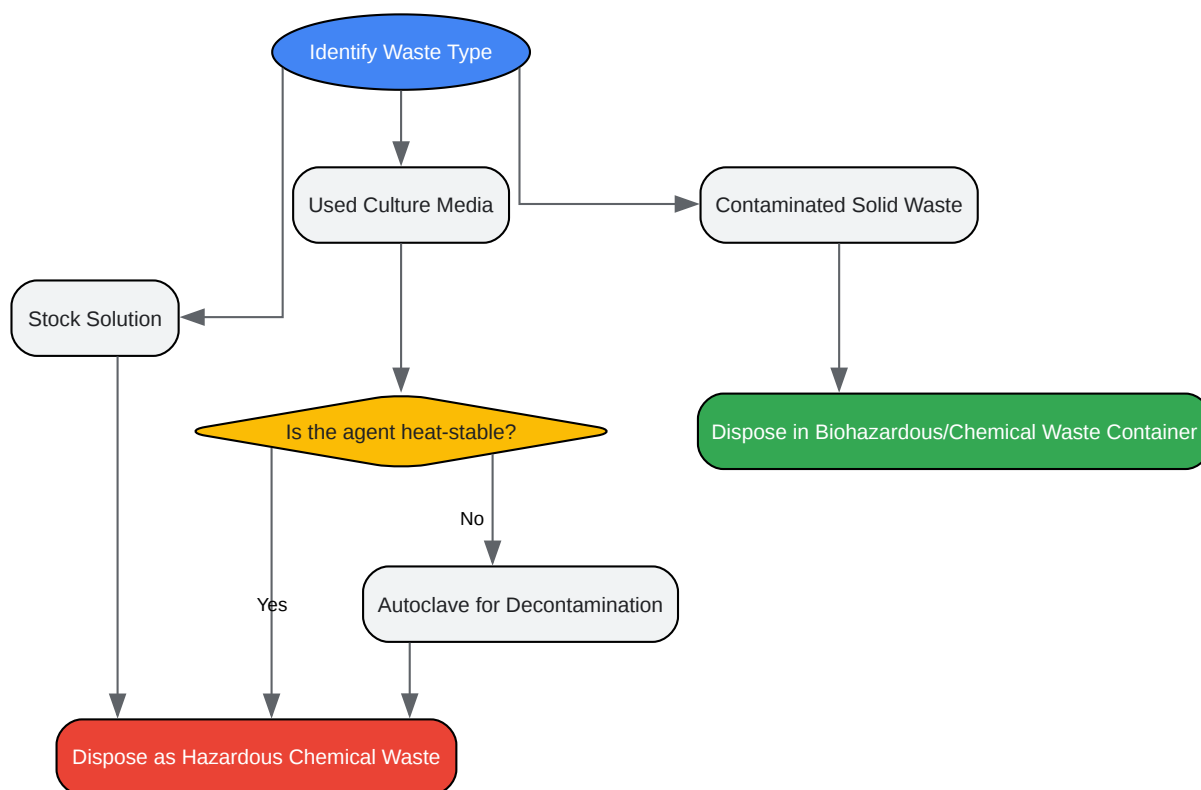 Identify Waste Type
Used Culture Media
Contaminated Solid Waste
Stock Solution
Is the agent heat-stable?
Dispose in Biohazardous/Chemical Waste Container
No
Yes
Autoclave for Decontamination
Dispose as Hazardous Chemical Waste